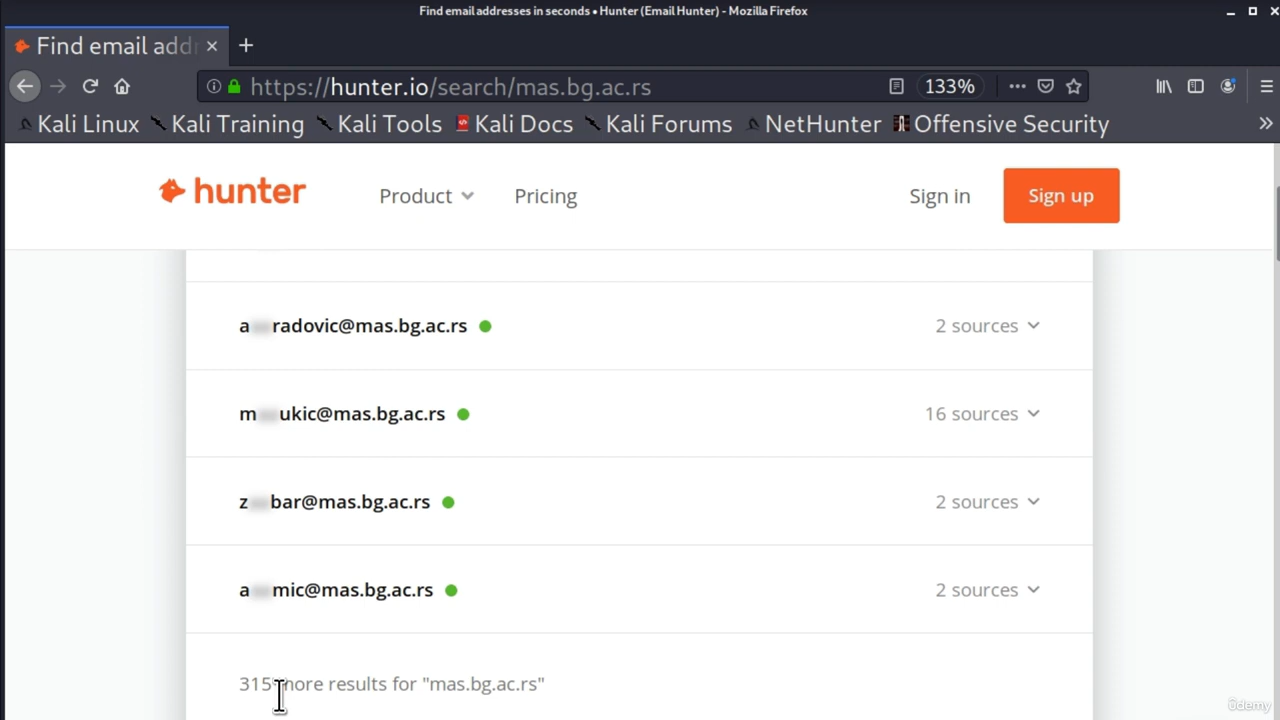 Find email addresses in seconds • Hunter (Email Hunter) - Mozilla Firefox
Find email addr
https://hunter.io/search/mas.bg.ac.rs
133%
Kali Linux Kali Training Kali Tools Kali Docs Kali Forums NetHunter Offensive Security
hunter Product Pricing Sign in Sign up
a radovic@mas.bg.ac.rs 2 sources
m ukic@mas.bg.ac.rs 16 sources
z bar@mas.bg.ac.rs 2 sources
a mic@mas.bg.ac.rs 2 sources
315 more results for "mas.bg.ac.rs"
ûdemy